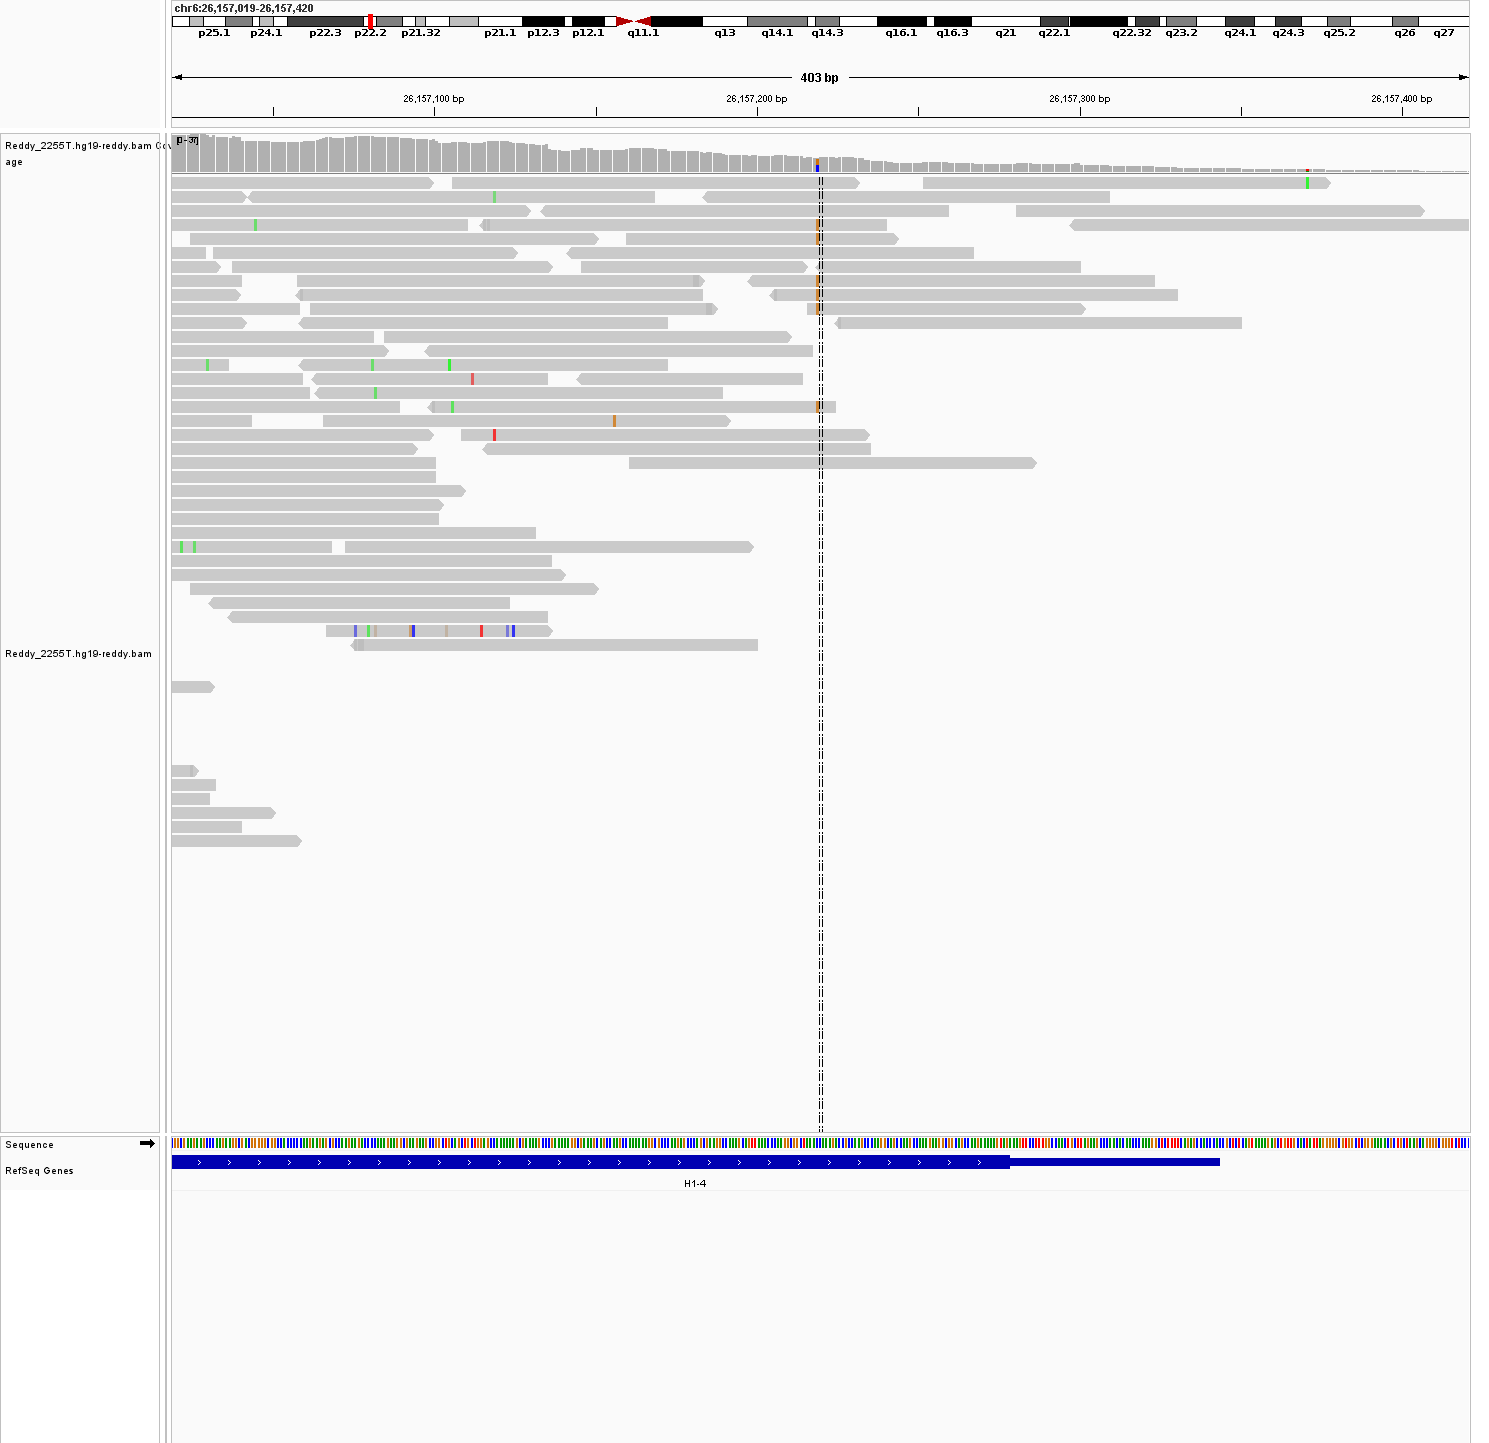 chr6:26,157,019-26,157,420
p25.1 p24.1 p22.3 p22.2 p21.32 p21.1 p12.3 p12.1 q11.1 q13 q14.1 q14.3 q16.1 q16.3 q21 q22.1 q22.32 q23.2 q24.1 q24.3 q25.2 q26 q27
403 bp
26,157,100 bp 26,157,200 bp 26,157,300 bp 26,157,400 bp
[0 - 37]
Reddy_2255T.hg19-reddy.bam Cov
age
Reddy_2255T.hg19-reddy.bam
Sequence
RefSeq Genes
H1-4